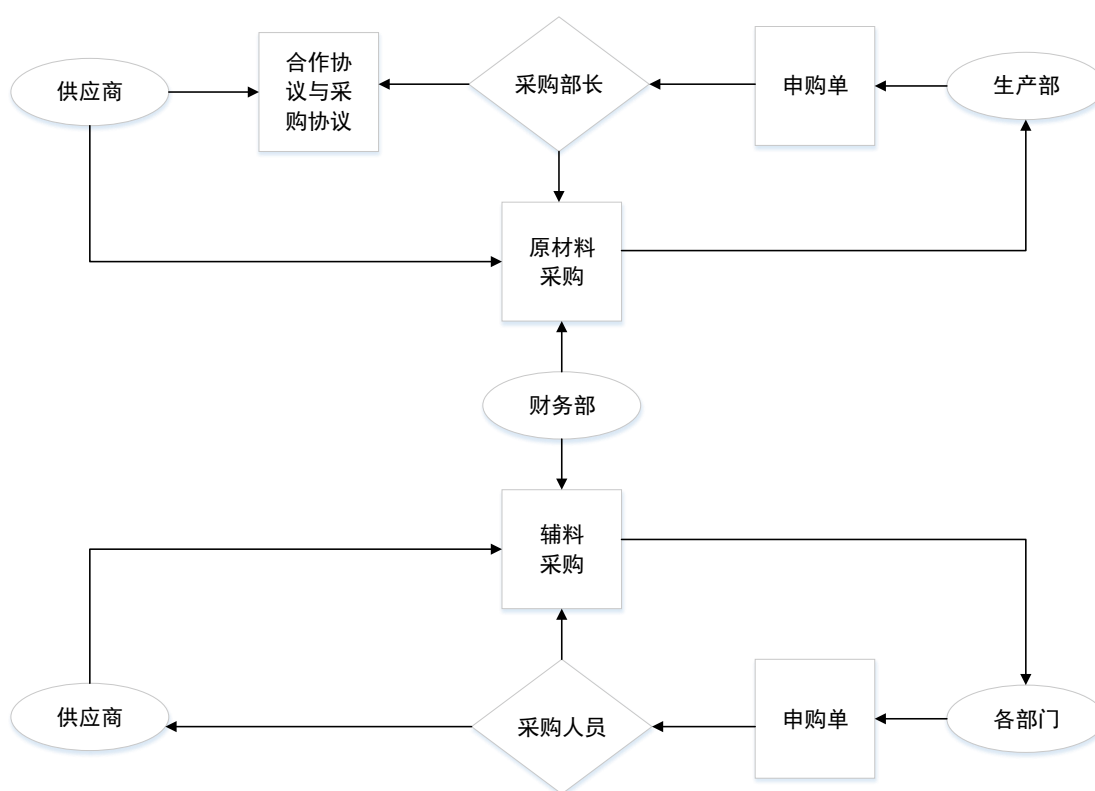 供应商
合作协
议与采
购协议
采购部长
申购单
生产部
原材料
采购
财务部
辅料
采购
供应商
采购人员
申购单
各部门